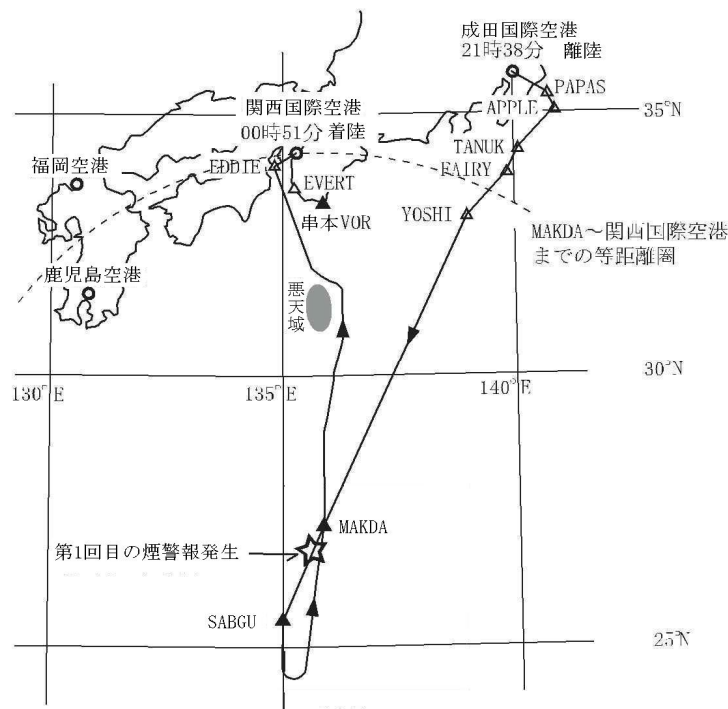 成田国際空港
21時38分 離陸
PAPAS
APPLE
35°N
関西国際空港
00時51分着陸
TANUK
FAIRY
EDDIE
福岡空港
EVERT
串本VOR
YOSHI
MAKDA～関西国際空港
までの等距離圏
鹿児島空港
悪天域
30°N
130°E
135°E
140°E
MAKDA
第1回目の煙警報発生
SABGU
25°N